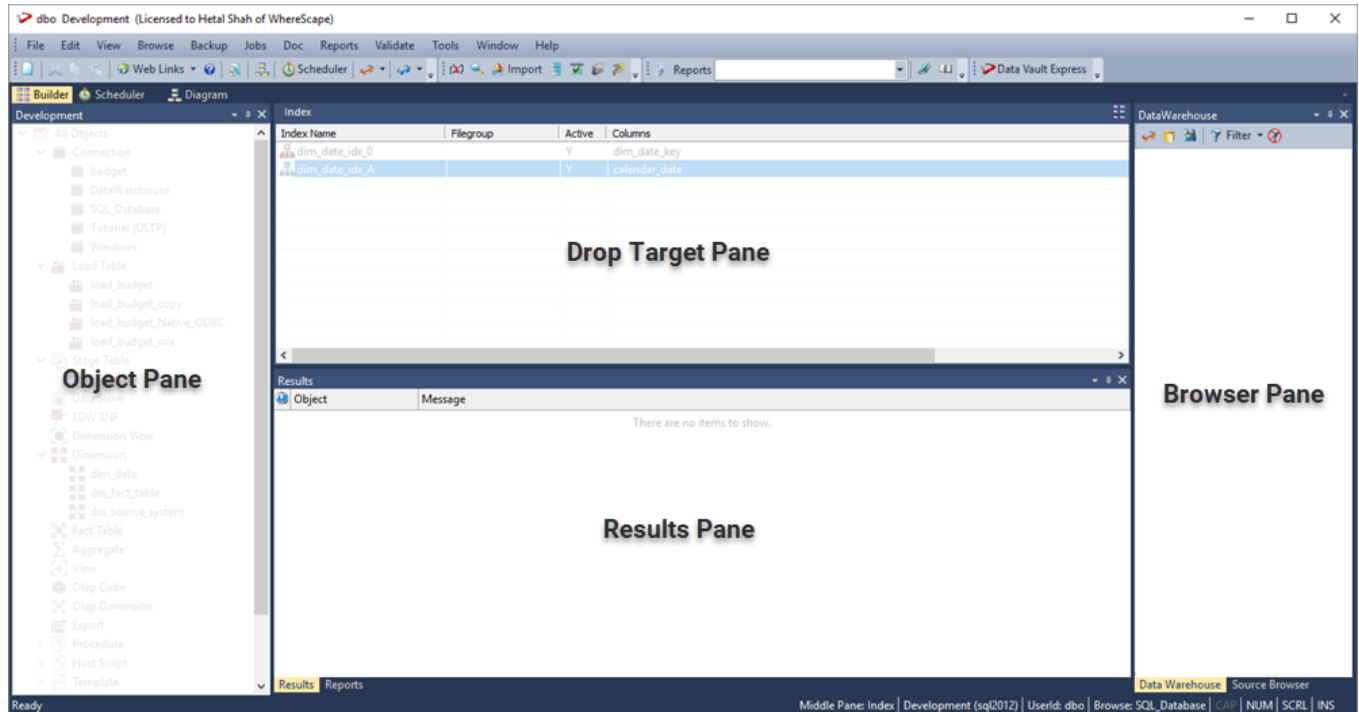 dbo Development (Licensed to Hetal Shah of WhereScape)
File Edit View Browse Backup Jobs Doc Reports Validate Tools Window Help
Web Links Scheduler (x) Import Reports Data Vault Express
Builder Scheduler Diagram
Development
All Objects
Connection
budget
DataWarehouse
SQL_Database
Tutorial (OLTP)
Windows
Load Table
load_budget
load_budget_copy
load_budget_Native_ODBC
load_budget_ssis
Stage Table
Object Pane
Data Store
EDW 3NF
Dimension View
Dimension
dim_date
dss_fact_table
dss_source_system
Fact Table
Aggregate
View
Olap Cube
Olap Dimension
Export
Procedure
Host Script
Template
Index
Index Name Filegroup Active Columns
dim_date_idx_0 Y dim_date_key
dim_date_idx_A Y calendar_date
Drop Target Pane
Results
Object Message
There are no items to show.
Results Pane
Results Reports
DataWarehouse
Filter
Browser Pane
Data Warehouse Source Browser
Ready Middle Pane: Index Development (sql2012) UserId: dbo Browse: SQL_Database CAP NUM SCRL INS